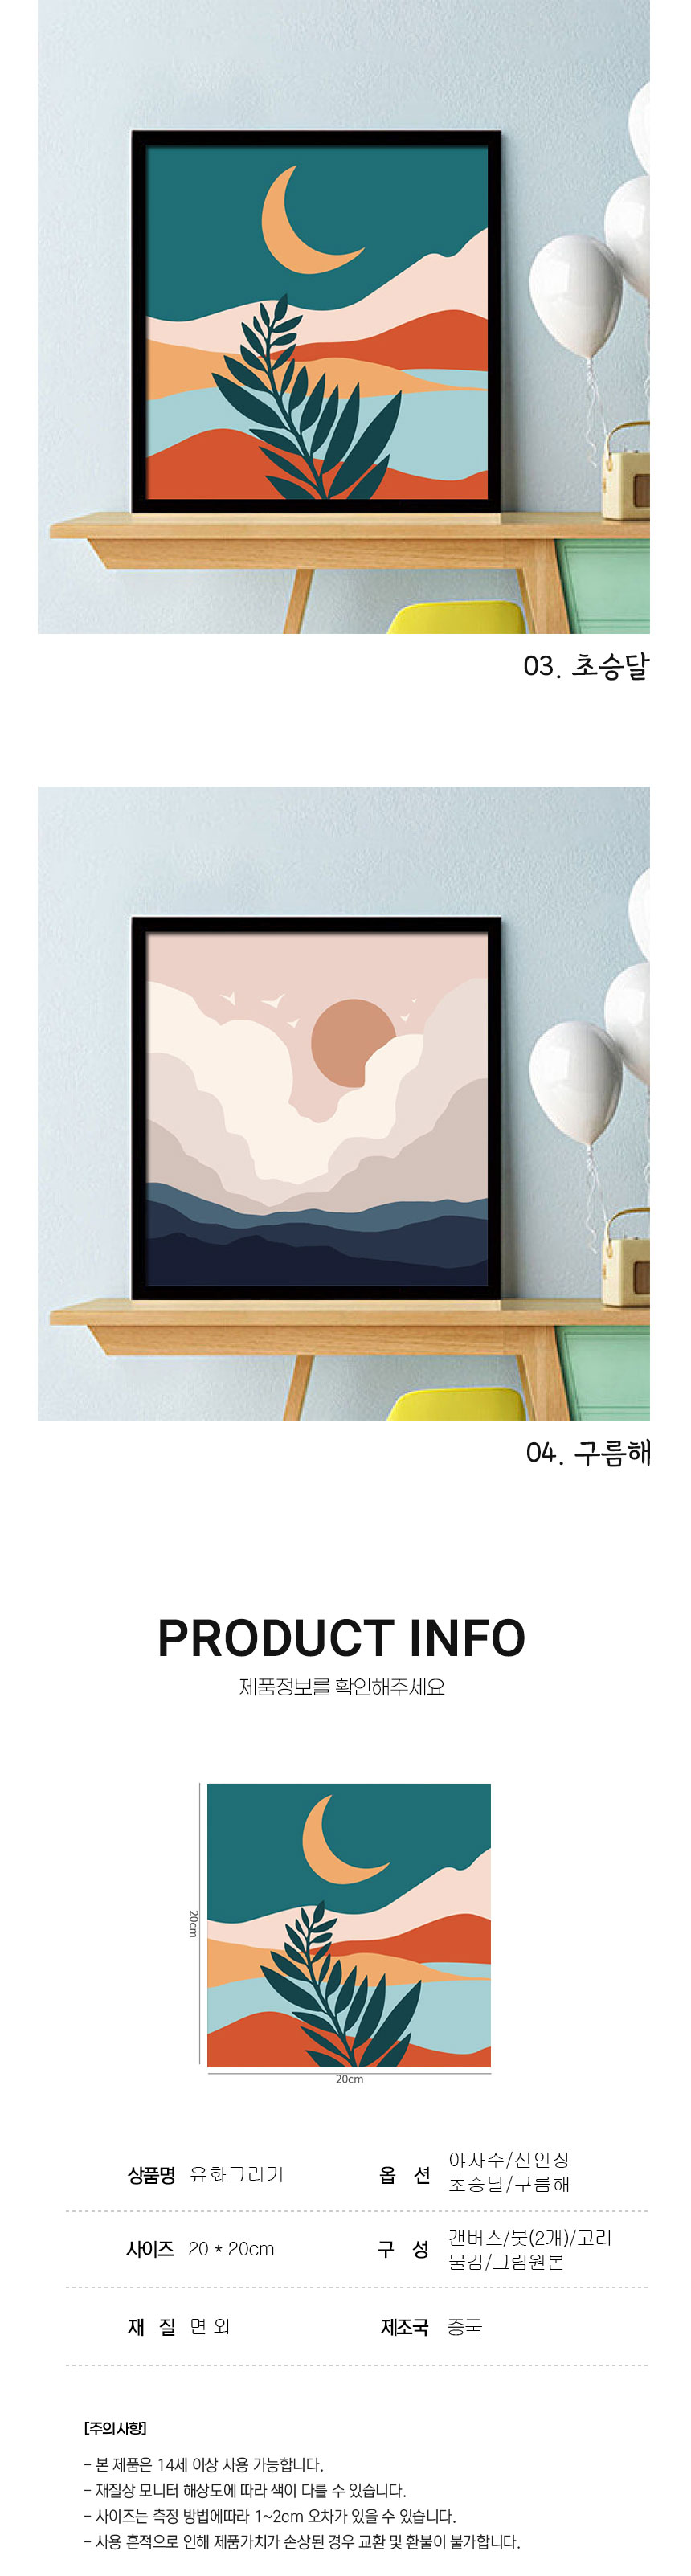 03. 초승달
04. 구름해
PRODUCT INFO
제품정보를 확인해주세요
20cm
20cm
상품명 유화그리기
옵 션 야자수/선인장
초승달/구름해
사이즈 20 * 20cm
구 성 캔버스/붓(2개)/고리
물감/그림원본
재 질 면 외
제조국 중국
[주의사항]
- 본 제품은 14세 이상 사용 가능합니다.
- 재질상 모니터 해상도에 따라 색이 다를 수 있습니다.
- 사이즈는 측정 방법에따라 1~2cm 오차가 있을 수 있습니다.
- 사용 흔적으로 인해 제품가치가 손상된 경우 교환 및 환불이 불가합니다.